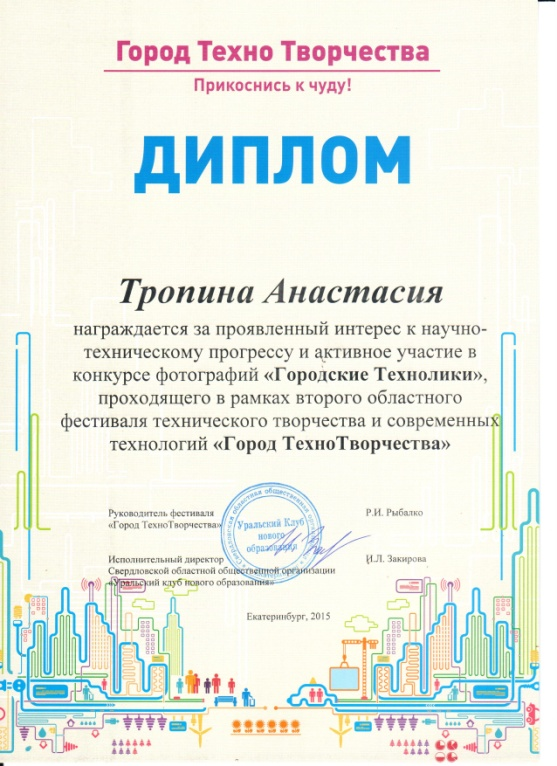 Город Техно Творчества
Прикоснись к чуду!
ДИПЛОМ
Тропина Анастасия
награждается за проявленный интерес к научно-
техническому прогрессу и активное участие в
конкурсе фотографий «Городские Технолики»,
проходящего в рамках второго областного
фестиваля технического творчества и современных
технологий «Город ТехноТворчества»
Руководитель фестиваля
«Город ТехноТворчества»
Р.И. Рыбалко
Уральский Клуб
нового
образования
Исполнительный директор
Свердловской областной общественной организации
«Уральский клуб нового образования»
И.Л. Закирова
Екатеринбург, 2015